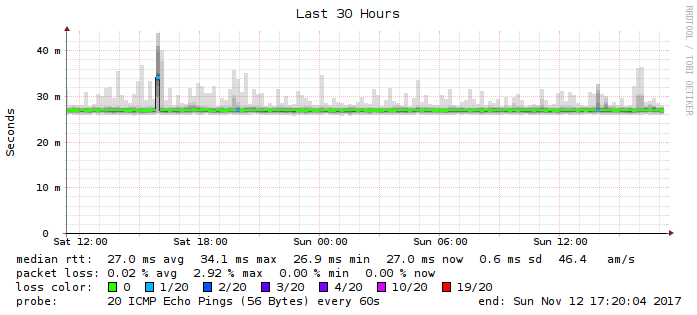 Last 30 Hours
RRDTOOL / TOBI OETIKER
Seconds
40 m
30 m
20 m
10 m
0
Sat 12:00 Sat 18:00 Sun 00:00 Sun 06:00 Sun 12:00
median rtt: 27.0 ms avg 34.1 ms max 26.9 ms min 27.0 ms now 0.6 ms sd 46.4 am/s
packet loss: 0.02 % avg 2.92 % max 0.00 % min 0.00 % now
loss color: 0 1/20 2/20 3/20 4/20 10/20 19/20
probe: 20 ICMP Echo Pings (56 Bytes) every 60s end: Sun Nov 12 17:20:04 2017